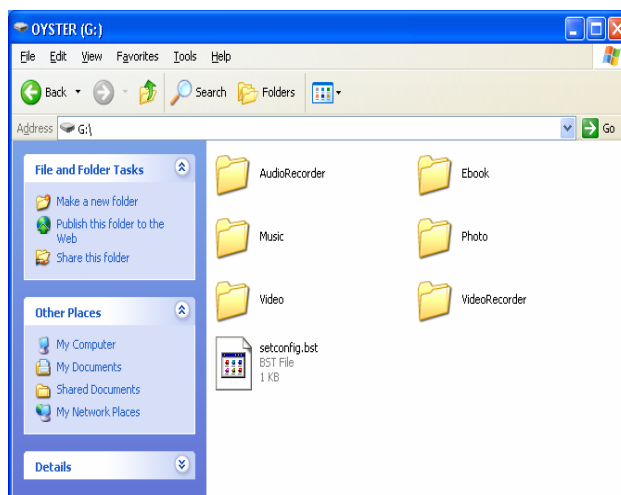 OYSTER (G:)
File Edit View Favorites Tools Help
Back Search Folders
Address G:\ Go
File and Folder Tasks
Make a new folder
Publish this folder to the
Web
Share this folder
Other Places
My Computer
My Documents
Shared Documents
My Network Places
Details
AudioRecorder Ebook
Music Photo
Video VideoRecorder
setconfig.bst
BST File
1 KB